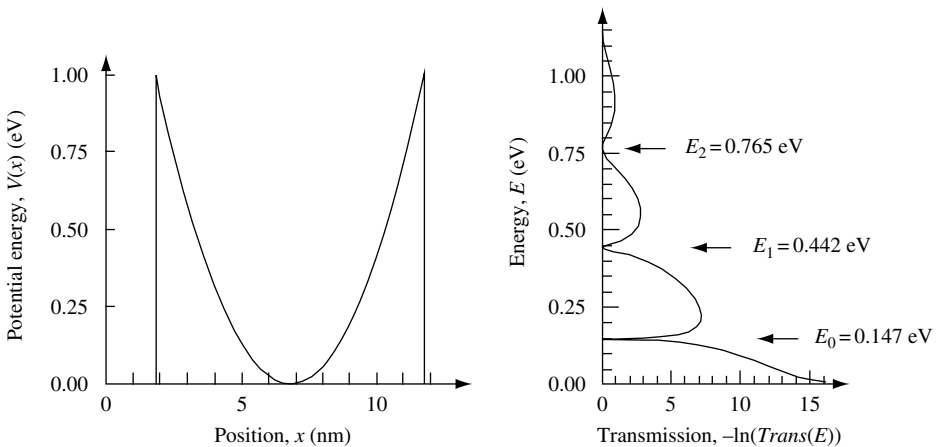 Potential energy, V(x) (eV)
1.00
0.75
0.50
0.25
0.00
0
5
10
Position, x (nm)
Energy, E (eV)
1.00
0.75
0.50
0.25
0.00
E2 = 0.765 eV
E1 = 0.442 eV
E0 = 0.147 eV
0
5
10
15
Transmission, –ln(Trans(E))